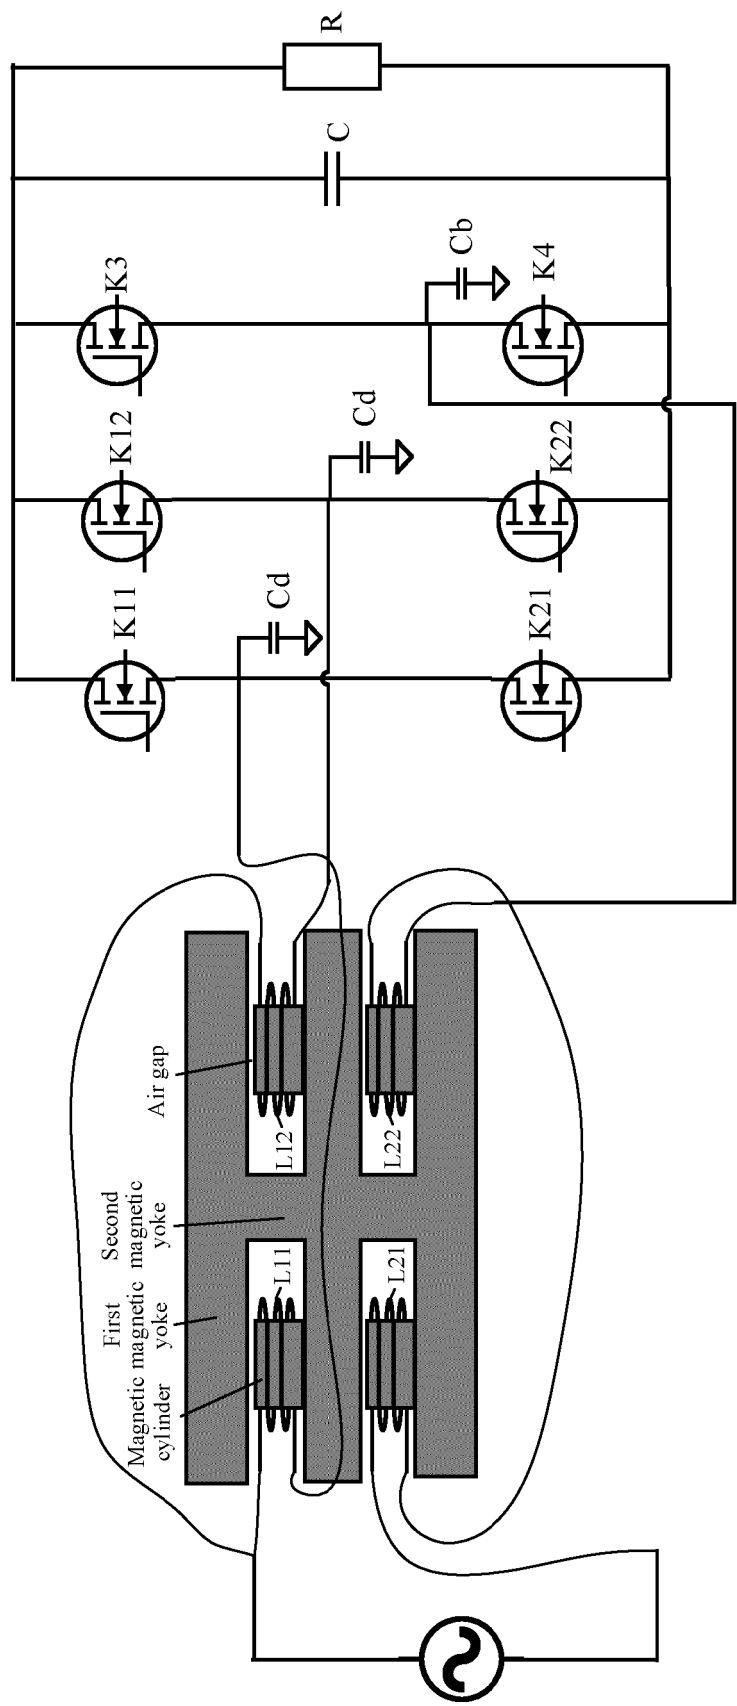 First
magnetic
yoke
Second
magnetic
yoke
Magnetic
cylinder
Air gap
L11
L12
L21
L22
K11
K12
K3
K21
K22
K4
Cd
Cd
Cb
C
R